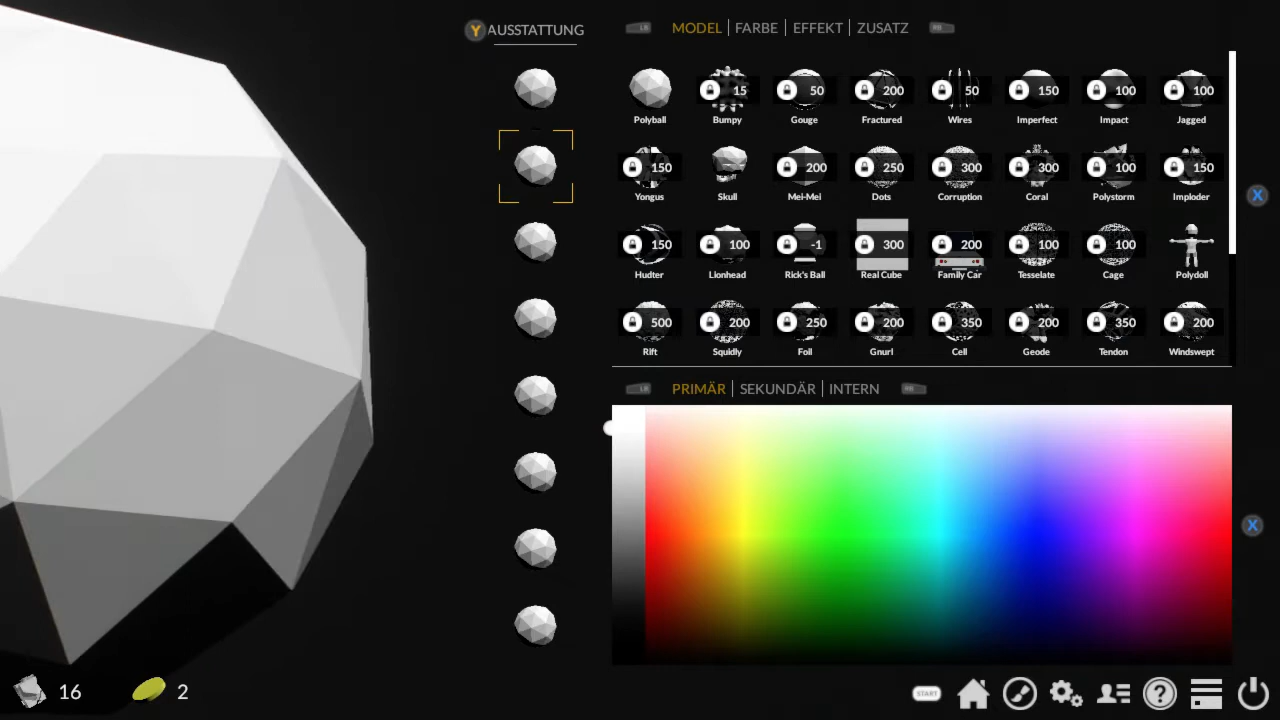 Y AUSSTATTUNG
LB MODEL | FARBE | EFFEKT | ZUSATZ RB
15 50 200 50 150 100 100
Polyball Bumpy Gouge Fractured Wires Imperfect Impact Jagged
150 200 250 300 300 100 150
Yongus Skull Mei-Mei Dots Corruption Coral Polystorm Imploder
X
150 100 -1 300 200 100 100
Hudter Lionhead Rick's Ball Real Cube Family Car Tesselate Cage Polydoll
500 200 250 200 350 200 350 200
Rift Squidly Foil Gnurl Cell Geode Tendon Windswept
LB PRIMÄR | SEKUNDÄR | INTERN RB
X
16 2 START ?